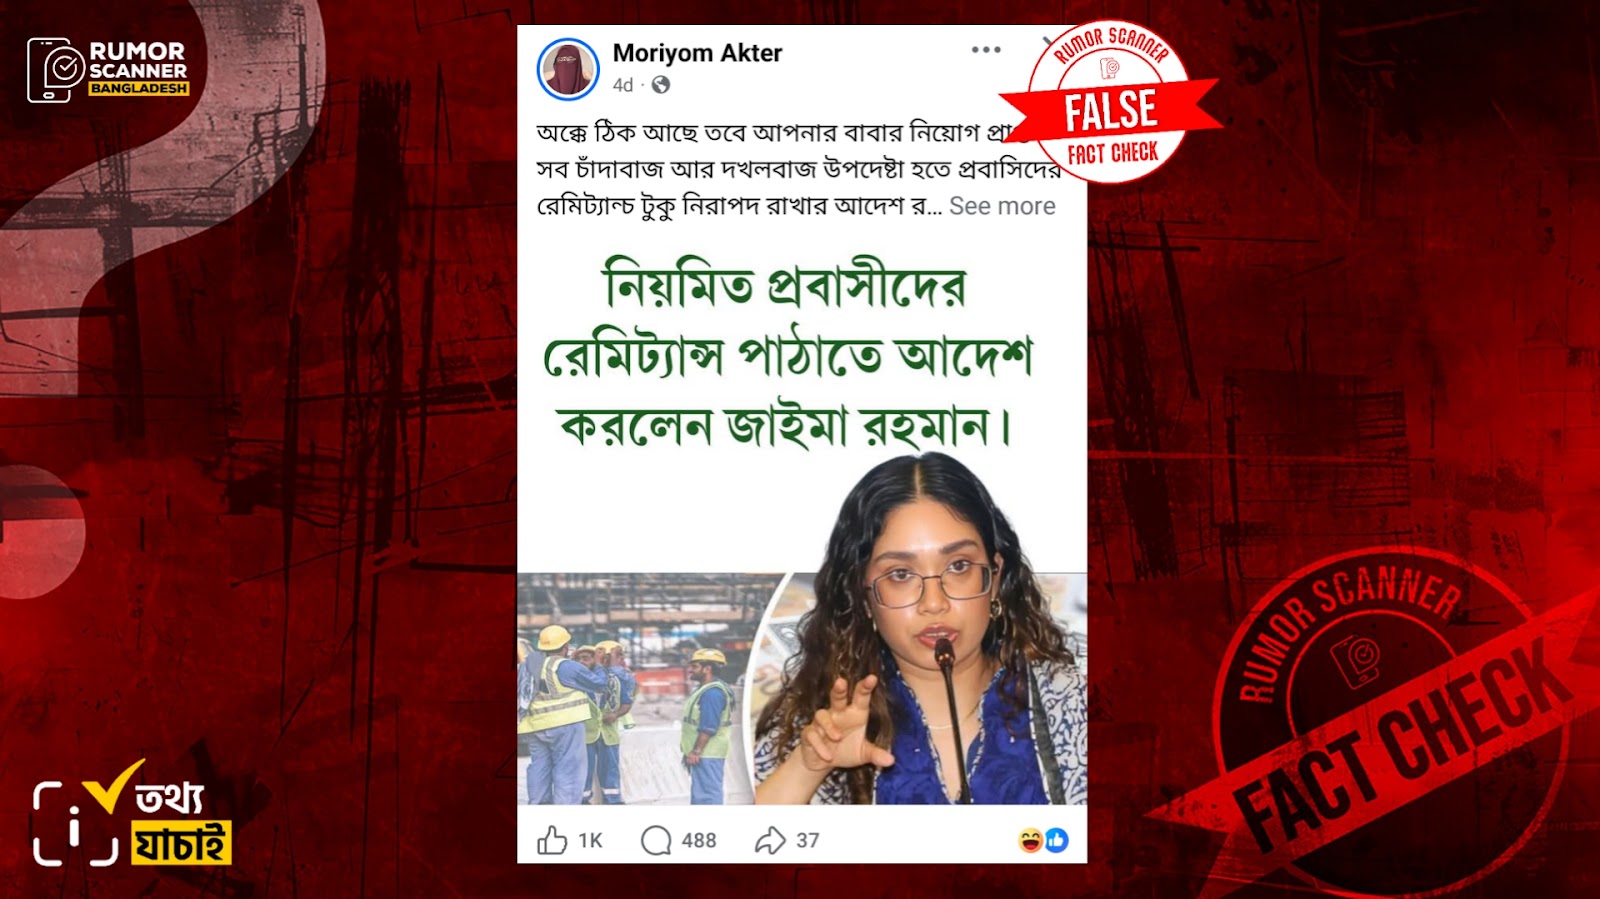 RUMOR
SCANNER
BANGLADESH
Moriyom Akter
4d
RUMOR SCANNER
FALSE
FACT CHECK
অক্কে ঠিক আছে তবে আপনার বাবার নিয়োগ
সব চাঁদাবাজ আর দখলবাজ উপদেষ্টা হতে প্রবাসিদের
রেমিট্যান্চ টুকু নিরাপদ রাখার আদেশ র... See more
নিয়মিত প্রবাসীদের
রেমিট্যান্স পাঠাতে আদেশ
করলেন জাইমা রহমান।
1K 488 37
RUMOR SCANNER
FACT CHECK
i তথ্য
যাচাই